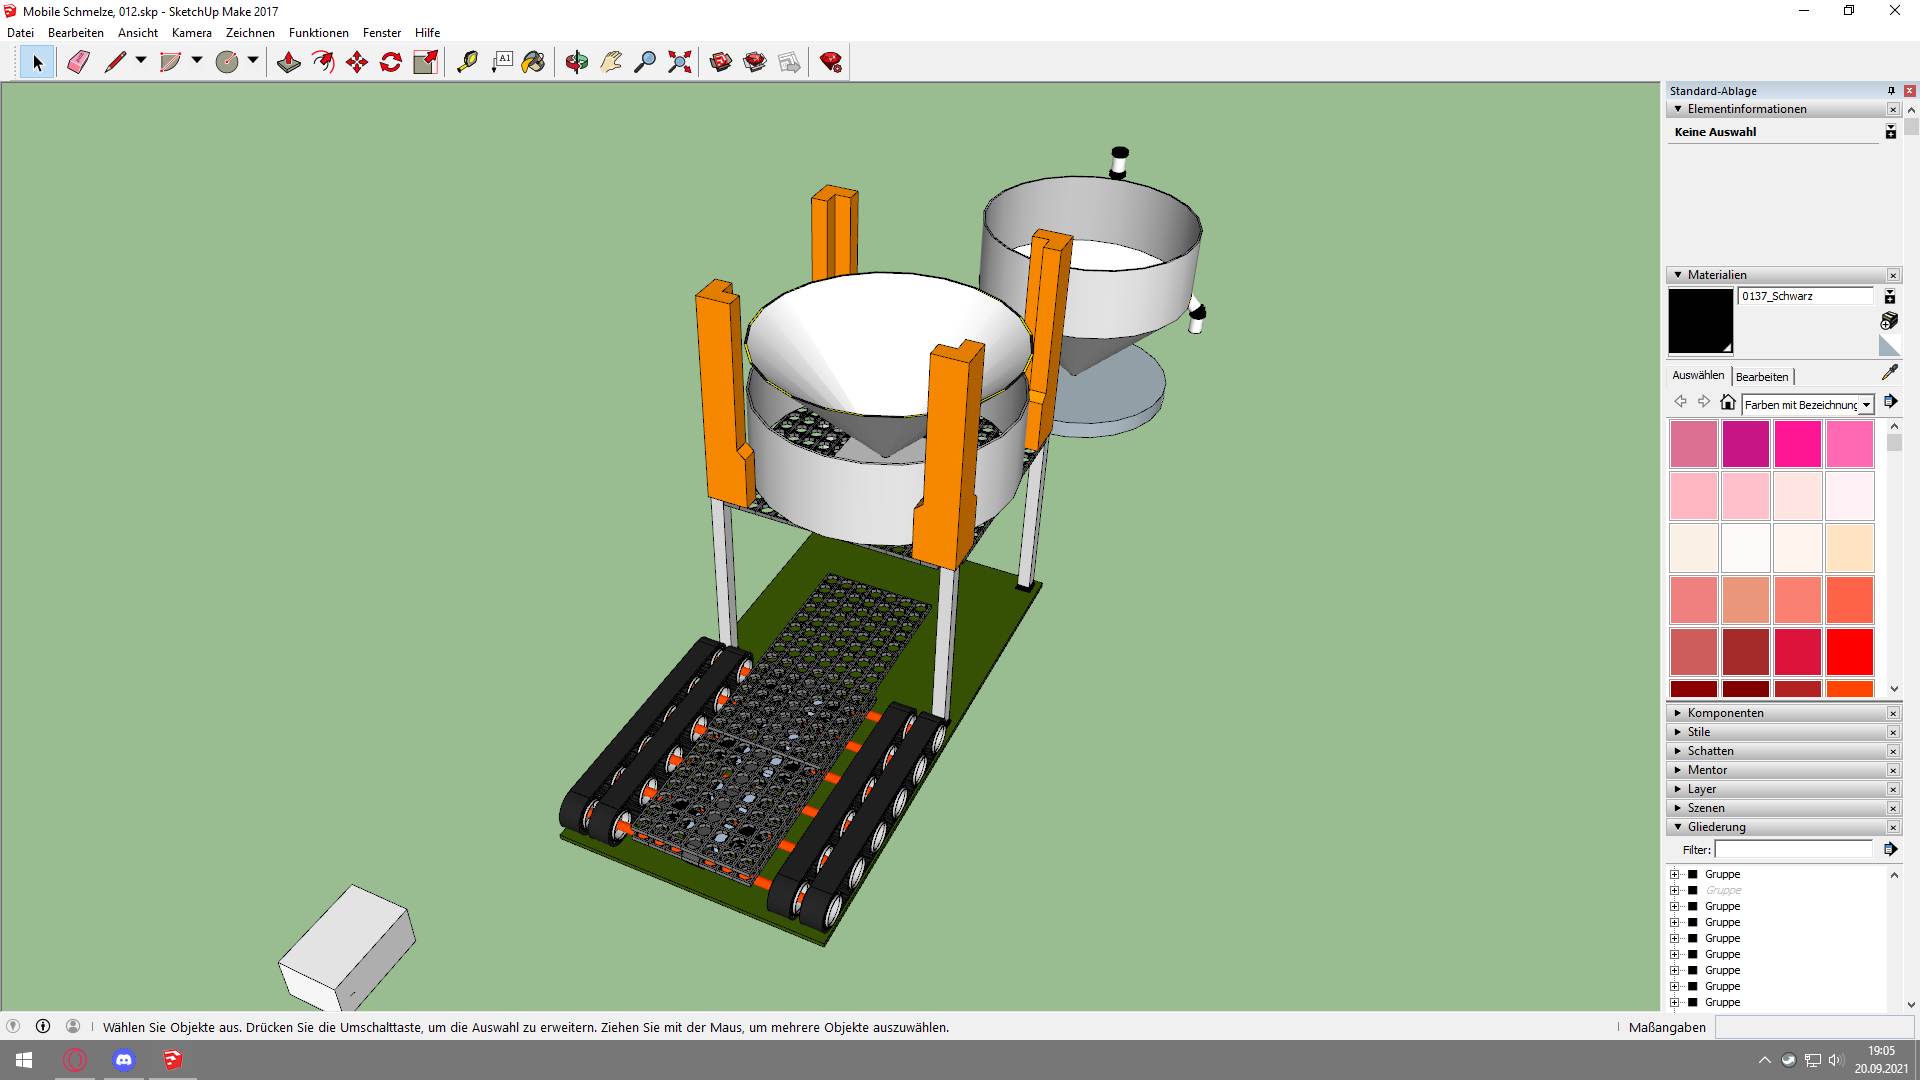 Mobile Schmelze, 012.skp - SketchUp Make 2017
Datei Bearbeiten Ansicht Kamera Zeichnen Funktionen Fenster Hilfe
A1
Standard-Ablage
Elementinformationen
Keine Auswahl
Materialien
0137_Schwarz
Auswählen Bearbeiten
Farben mit Bezeichnung
Komponenten
Stile
Schatten
Mentor
Layer
Szenen
Gliederung
Filter:
Gruppe
Gruppe
Gruppe
Gruppe
Gruppe
Gruppe
Gruppe
Gruppe
Gruppe
Wählen Sie Objekte aus. Drücken Sie die Umschalttaste, um die Auswahl zu erweitern. Ziehen Sie mit der Maus, um mehrere Objekte auszuwählen.
Maßangaben
19:05
20.09.2021